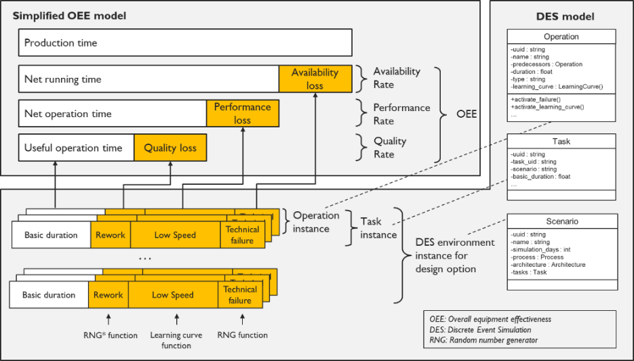 Simplified OEE model
Production time
Net running time
Availability
loss
Availability
Rate
Net operation time
Performance
loss
Performance
Rate
OEE
Useful operation time
Quality loss
Quality
Rate
DES model
Operation
-uuid : string
-name : string
-predecessors : Operation
-duration : float
-type : string
-learning_curve : LearningCurve()
+activate_failure()
+activate_learning_curve()
...
Task
-uuid : string
-task_uid : string
-scenario : string
-basic_duration : float
...
Scenario
-uuid : string
-name : string
-simulation_days : int
-process : Process
-architecture : Architecture
-tasks : Task
Basic duration
Rework
Low Speed
Technical
failure
Operation
instance
Task
instance
DES environment
instance for
design option
...
Basic duration
Rework
Low Speed
Technical
failure
RNG* function
Learning curve
function
RNG function
OEE: Overall equipment effectiveness
DES: Discrete Event Simulation
RNG: Random number generator